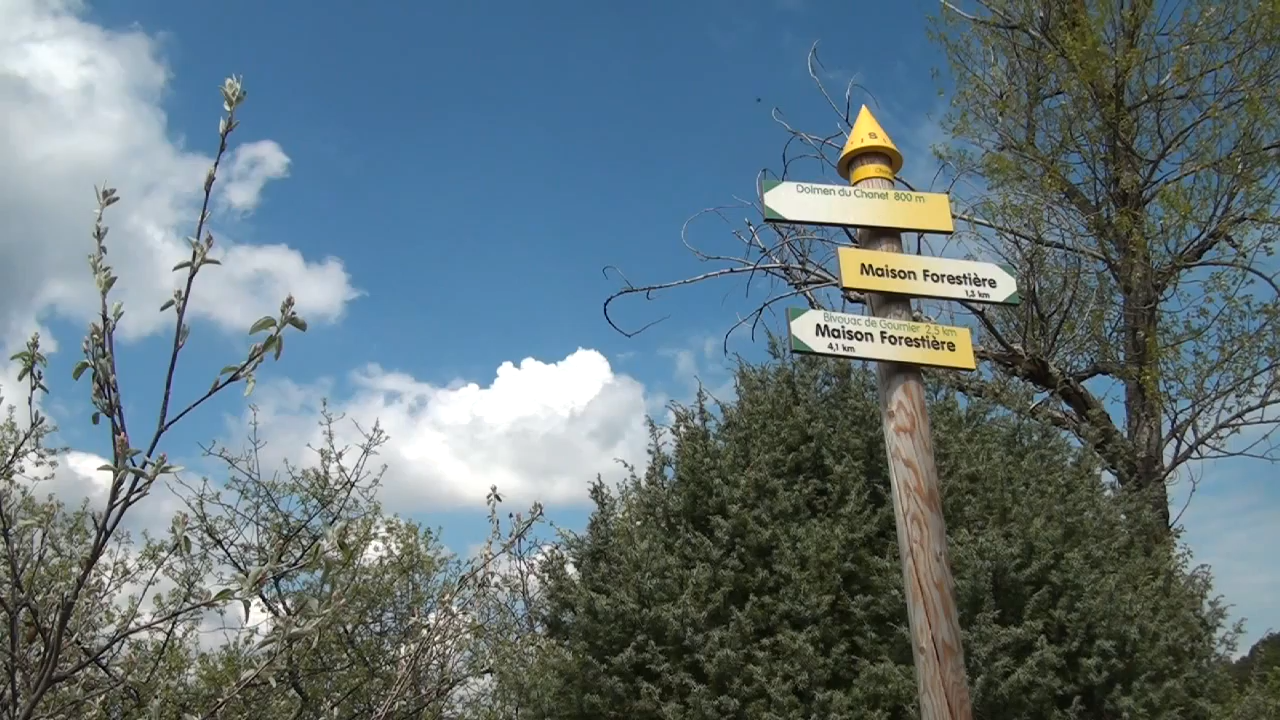 S
Dolmen du Chanet 800 m
Maison Forestière
1,3 km
Bivouac de Gournier 2,5 km
Maison Forestière
4,1 km